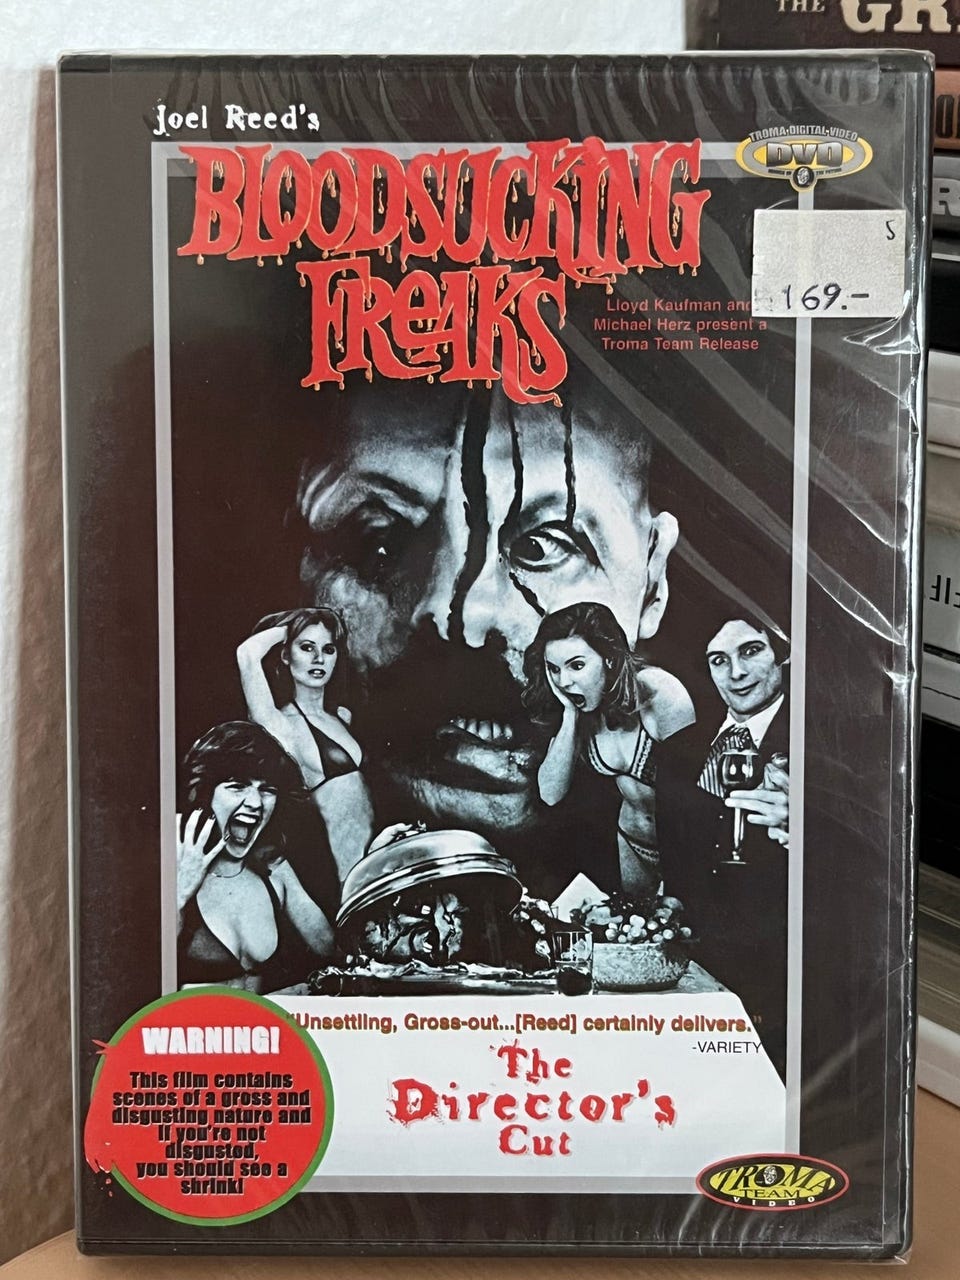 THE
GR
Joel Reed's
BLOODSUCKING
FREAKS
TROMA DIGITAL VIDEO
DVD
S
169.-
Lloyd Kaufman and
Michael Herz present a
Troma Team Release
"Unsettling, Gross-out...[Reed] certainly delivers."
-VARIETY
The
Director's
Cut
WARNING!
This film contains
scenes of a gross and
disgusting nature and
if you're not
disgusted,
you should see a
shrink!
TROMA
TEAM
VIDEO